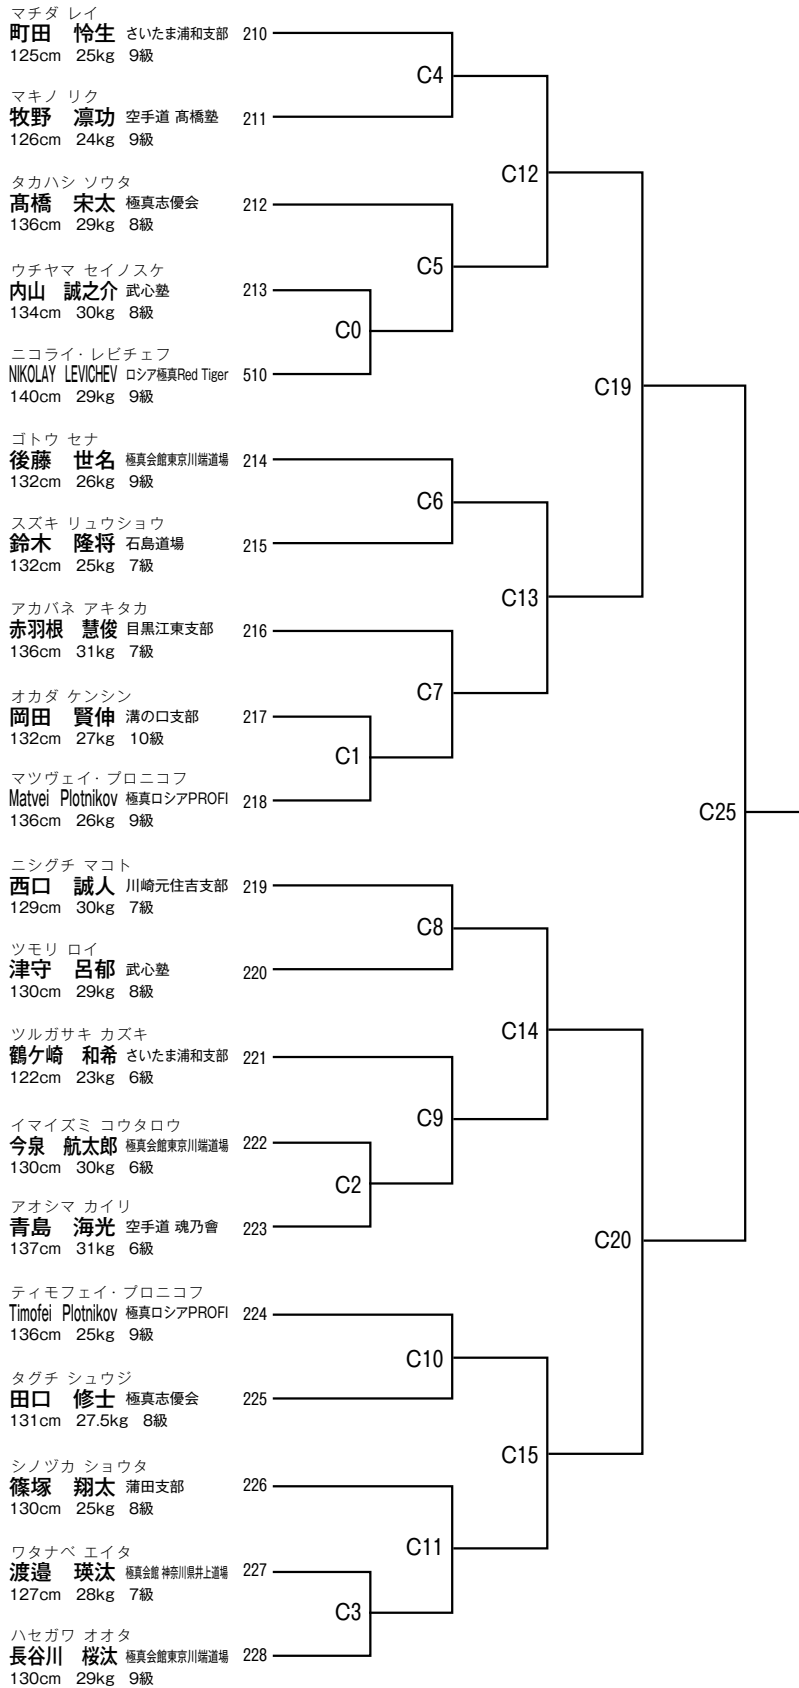 マチダ レイ
町田　怜生 さいたま浦和支部 210
125cm 25kg 9級
C4
マキノ リク
牧野　凛功 空手道 髙橋塾 211
126cm 24kg 9級
C12
タカハシ ソウタ
髙橋　宋太 極真志優会 212
136cm 29kg 8級
C5
ウチヤマ セイノスケ
内山　誠之介 武心塾 213
134cm 30kg 8級
C0
ニコライ・レビチェフ
NIKOLAY LEVICHEV ロシア極真Red Tiger 510
140cm 29kg 9級
C19
ゴトウ セナ
後藤　世名 極真会館東京川端道場 214
132cm 26kg 9級
C6
スズキ リュウショウ
鈴木　隆将 石島道場 215
132cm 25kg 7級
C13
アカバネ アキタカ
赤羽根　慧俊 目黒江東支部 216
136cm 31kg 7級
C7
オカダ ケンシン
岡田　賢伸 溝の口支部 217
132cm 27kg 10級
C1
マツヴェイ・プロニコフ
Matvei Plotnikov 極真ロシアPROFI 218
136cm 26kg 9級
C25
ニシグチ マコト
西口　誠人 川崎元住吉支部 219
129cm 30kg 7級
C8
ツモリ ロイ
津守　呂郁 武心塾 220
130cm 29kg 8級
C14
ツルガサキ カズキ
鶴ケ崎　和希 さいたま浦和支部 221
122cm 23kg 6級
C9
イマイズミ コウタロウ
今泉　航太郎 極真会館東京川端道場 222
130cm 30kg 6級
C2
アオシマ カイリ
青島　海光 空手道 魂乃會 223
137cm 31kg 6級
C20
ティモフェイ・プロニコフ
Timofei Plotnikov 極真ロシアPROFI 224
136cm 25kg 9級
C10
タグチ シュウジ
田口　修士 極真志優会 225
131cm 27.5kg 8級
C15
シノヅカ ショウタ
篠塚　翔太 蒲田支部 226
130cm 25kg 8級
C11
ワタナベ エイタ
渡邉　瑛汰 極真会館 神奈川県井上道場 227
127cm 28kg 7級
C3
ハセガワ オオタ
長谷川　桜汰 極真会館東京川端道場 228
130cm 29kg 9級